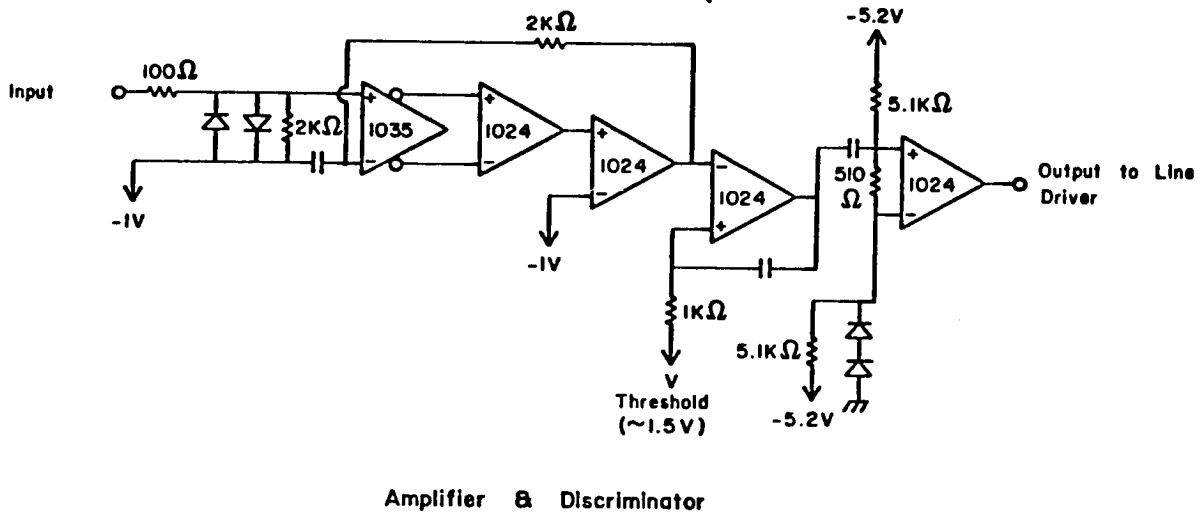 -5.2V
2KΩ
Input
100Ω
5.1KΩ
+
2KΩ
1035
-
+
1024
-
+
1024
-
-
1024
+
510
Ω
+
1024
-
Output to Line
Driver
-1V
-1V
1KΩ
5.1KΩ
V
Threshold
(~1.5V)
-5.2V
Amplifier & Discriminator